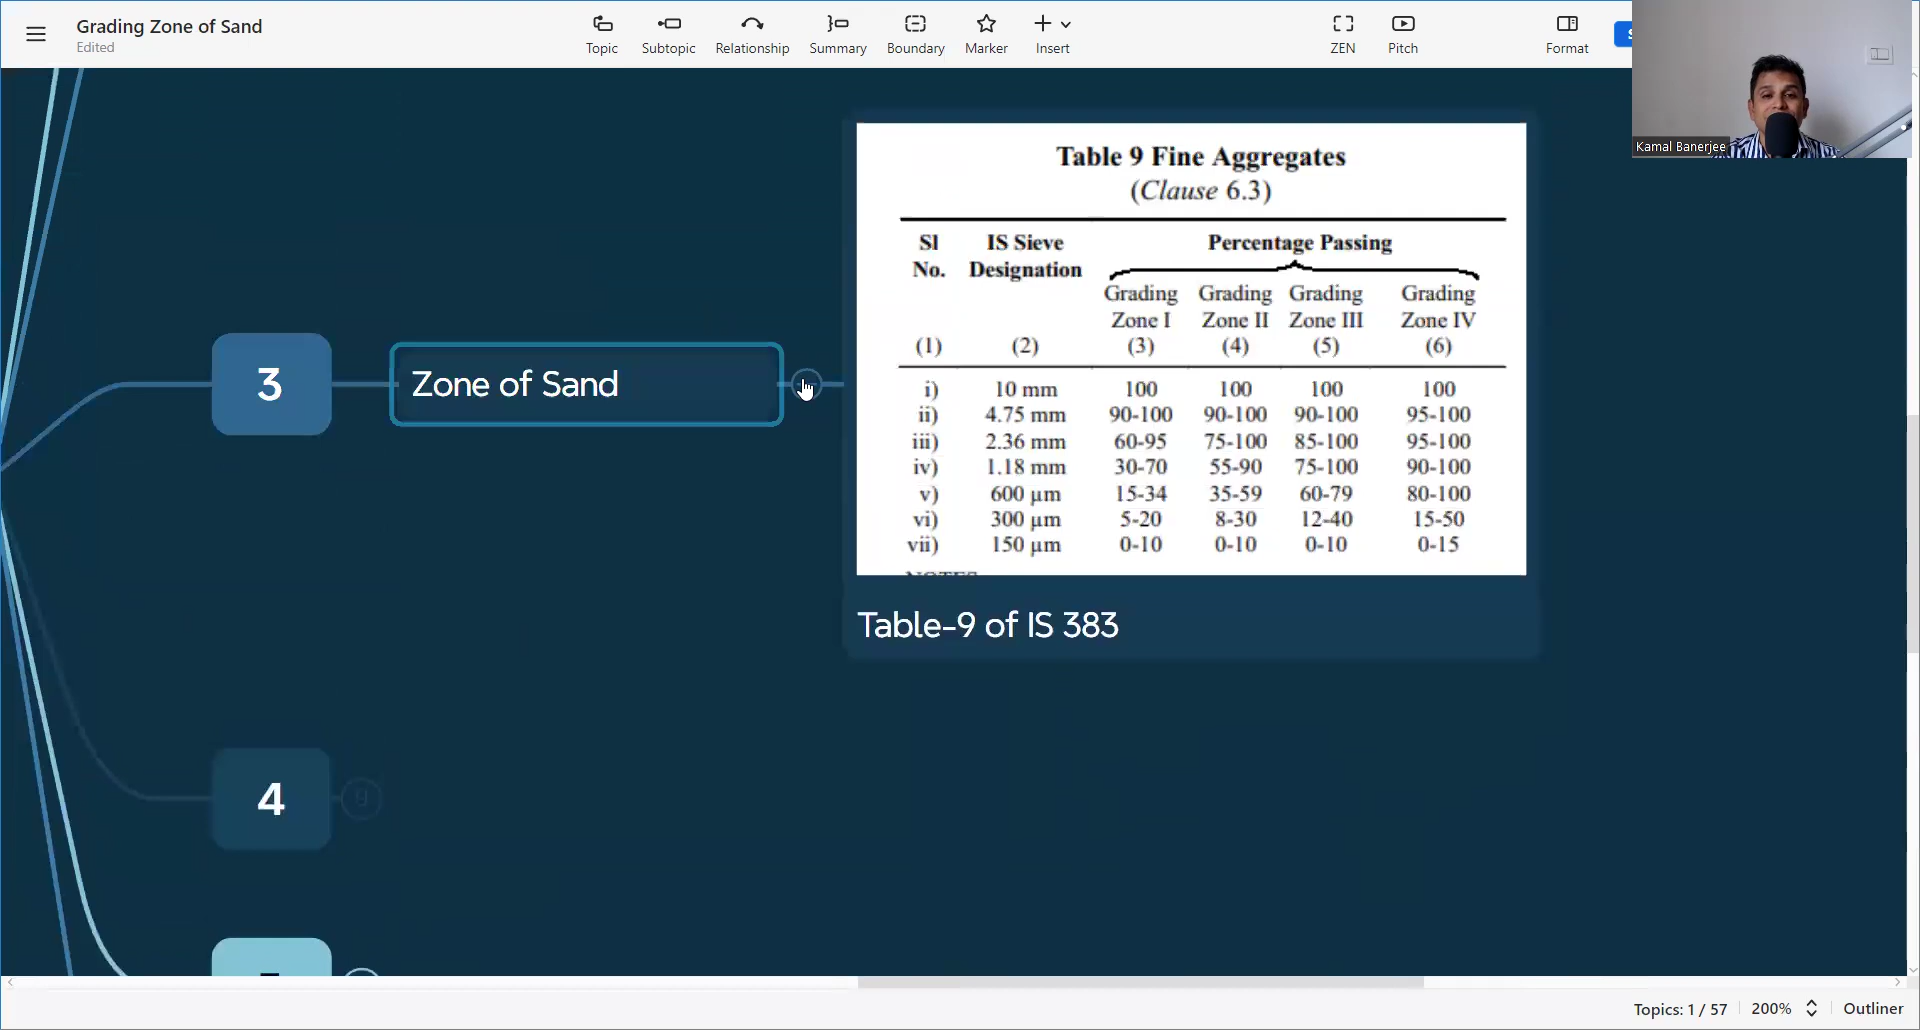 Grading Zone of Sand
Edited
Topic
Subtopic
Relationship
Summary
Boundary
Marker
Insert
ZEN
Pitch
Format
Kamal Banerjee
3
Zone of Sand
Table 9 Fine Aggregates
(Clause 6.3)
Sl No.
IS Sieve Designation
Percentage Passing
Grading Zone I
Grading Zone II
Grading Zone III
Grading Zone IV
(1) (2) (3) (4) (5) (6)
i) 10 mm 100 100 100 100
ii) 4.75 mm 90-100 90-100 90-100 95-100
iii) 2.36 mm 60-95 75-100 85-100 95-100
iv) 1.18 mm 30-70 55-90 75-100 90-100
v) 600 µm 15-34 35-59 60-79 80-100
vi) 300 µm 5-20 8-30 12-40 15-50
vii) 150 µm 0-10 0-10 0-10 0-15
Table-9 of IS 383
4
9
Topics: 1 / 57
200%
Outliner